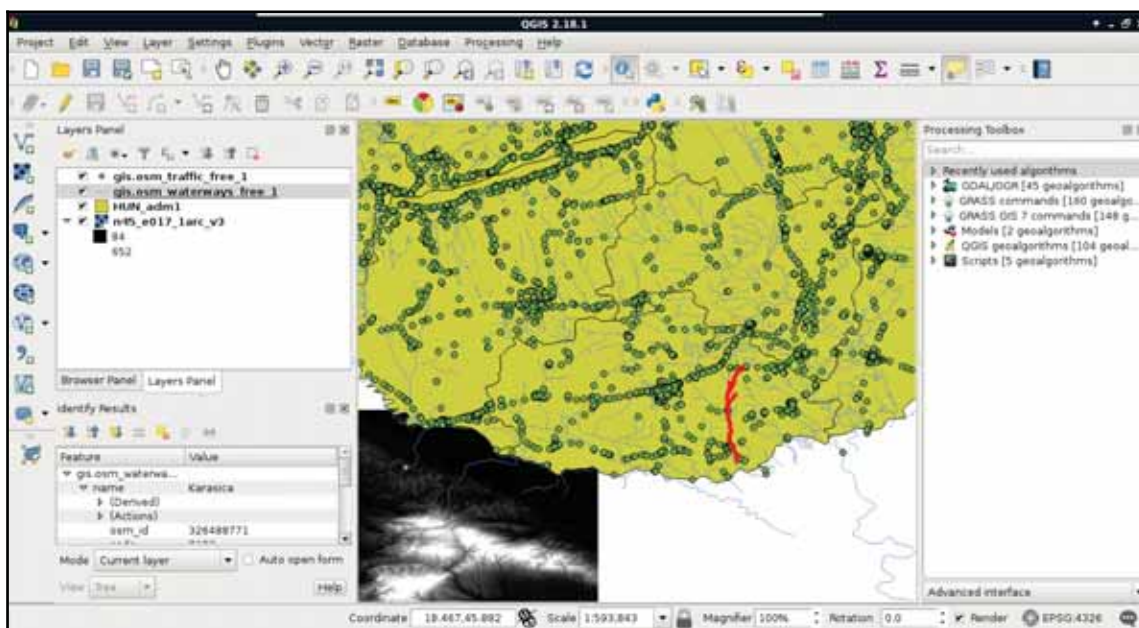 QGIS 2.18.1
Project Edit View Layer Settings Plugins Vector Raster Database Processing Help
Layers Panel
gis.osm_traffic_free_1
gis.osm_waterways_free_1
HUN_adm1
n45_e017_1arc_v3
84
652
Browser Panel Layers Panel
Identify Results
Feature Value
gis.osm_waterwa...
name Karasica
(Derived)
(Actions)
osm_id 326488771
Mode Current layer Auto open form
View Tree Help
Processing Toolbox
Search...
Recently used algorithms
GDAL/OGR [45 geoalgorithms]
GRASS commands [160 geoalgo...
GRASS GIS 7 commands [148 g...
Models [2 geoalgorithms]
QGIS geoalgorithms [104 geoal...
Scripts [5 geoalgorithms]
Advanced interface
Coordinate 18.467,45.882 Scale 1:593,843 Magnifier 100% Rotation 0.0 Render EPSG:4326